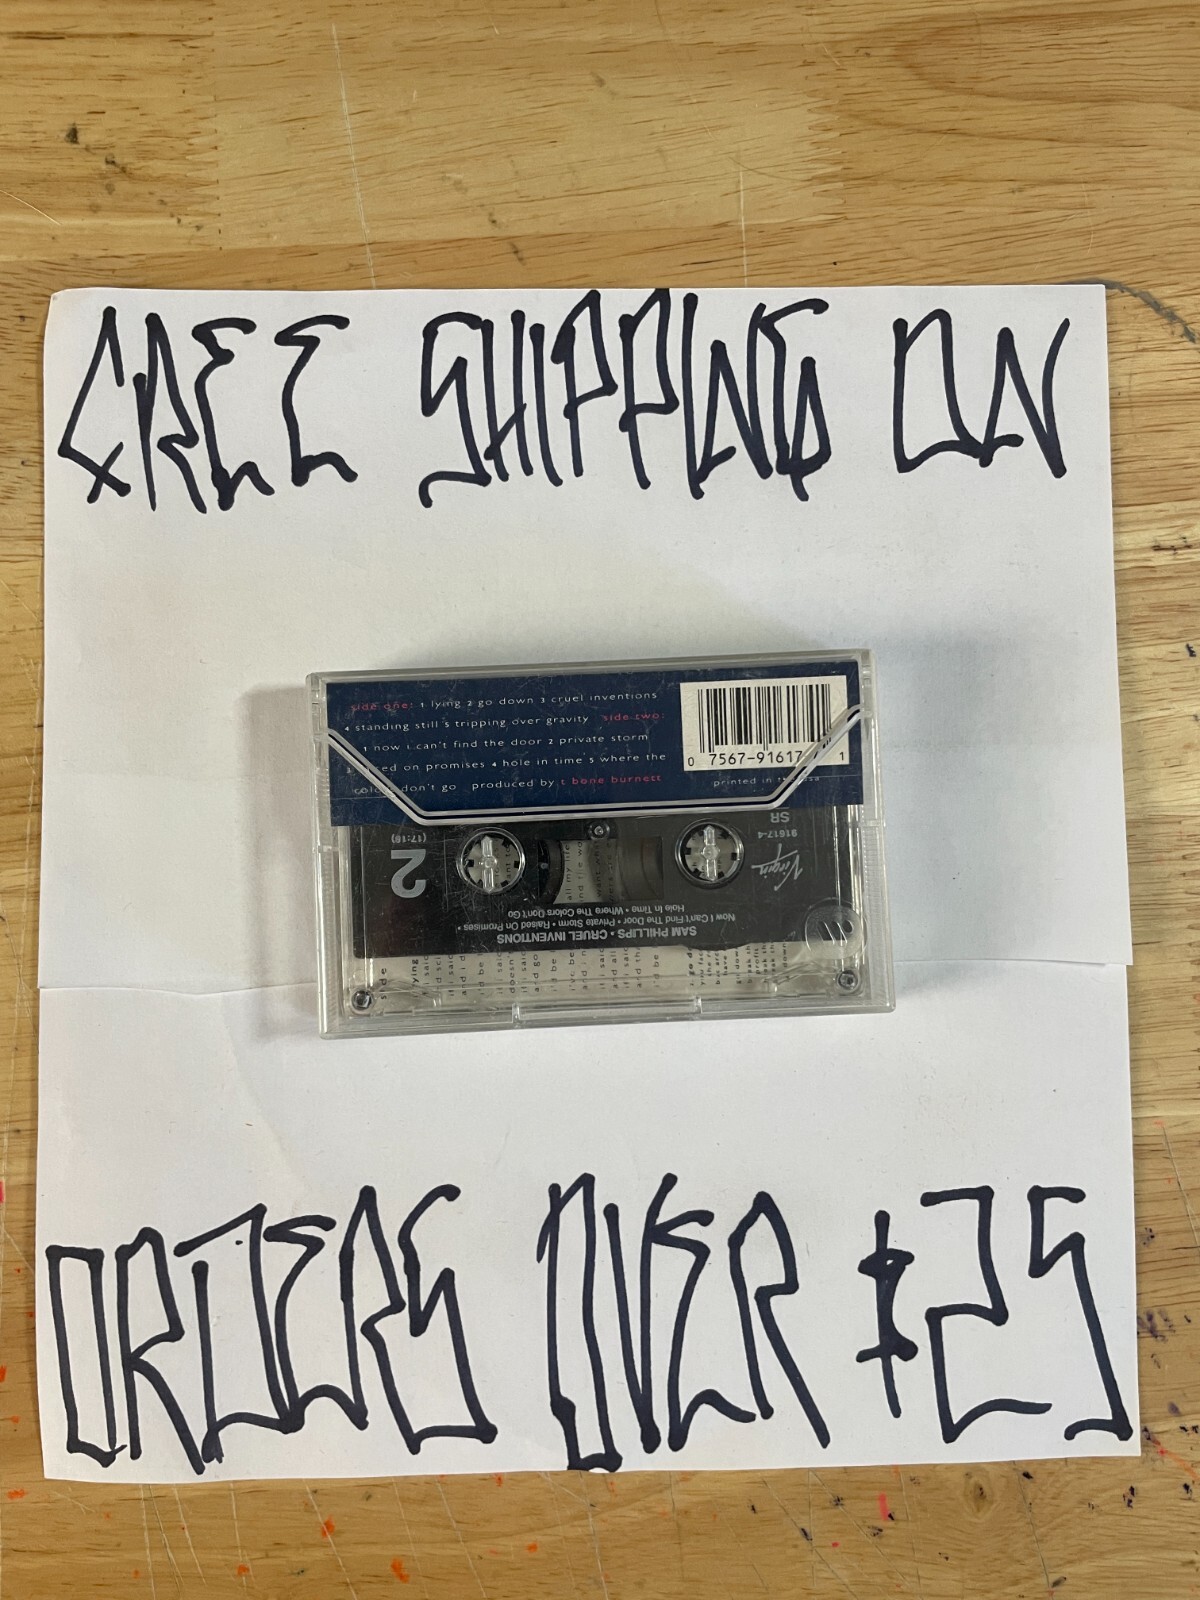 FREE SHIPPING ON
side one: 1 lying 2 go down 3 cruel inventions
4 standing still 5 tripping over gravity side two:
1 now i can't find the door 2 private storm
on promises 4 hole in time 5 where the
don't go produced by t bone burnett
0 7567-91617 1
printed in the usa
2
(17:16)
Virgin
91617-4
SR
SAM PHILLIPS • CRUEL INVENTIONS
Now I Can't Find The Door • Private Storm • Raised On Promises •
Hole In Time • Where The Colors Don't Go
ORDERS OVER $25